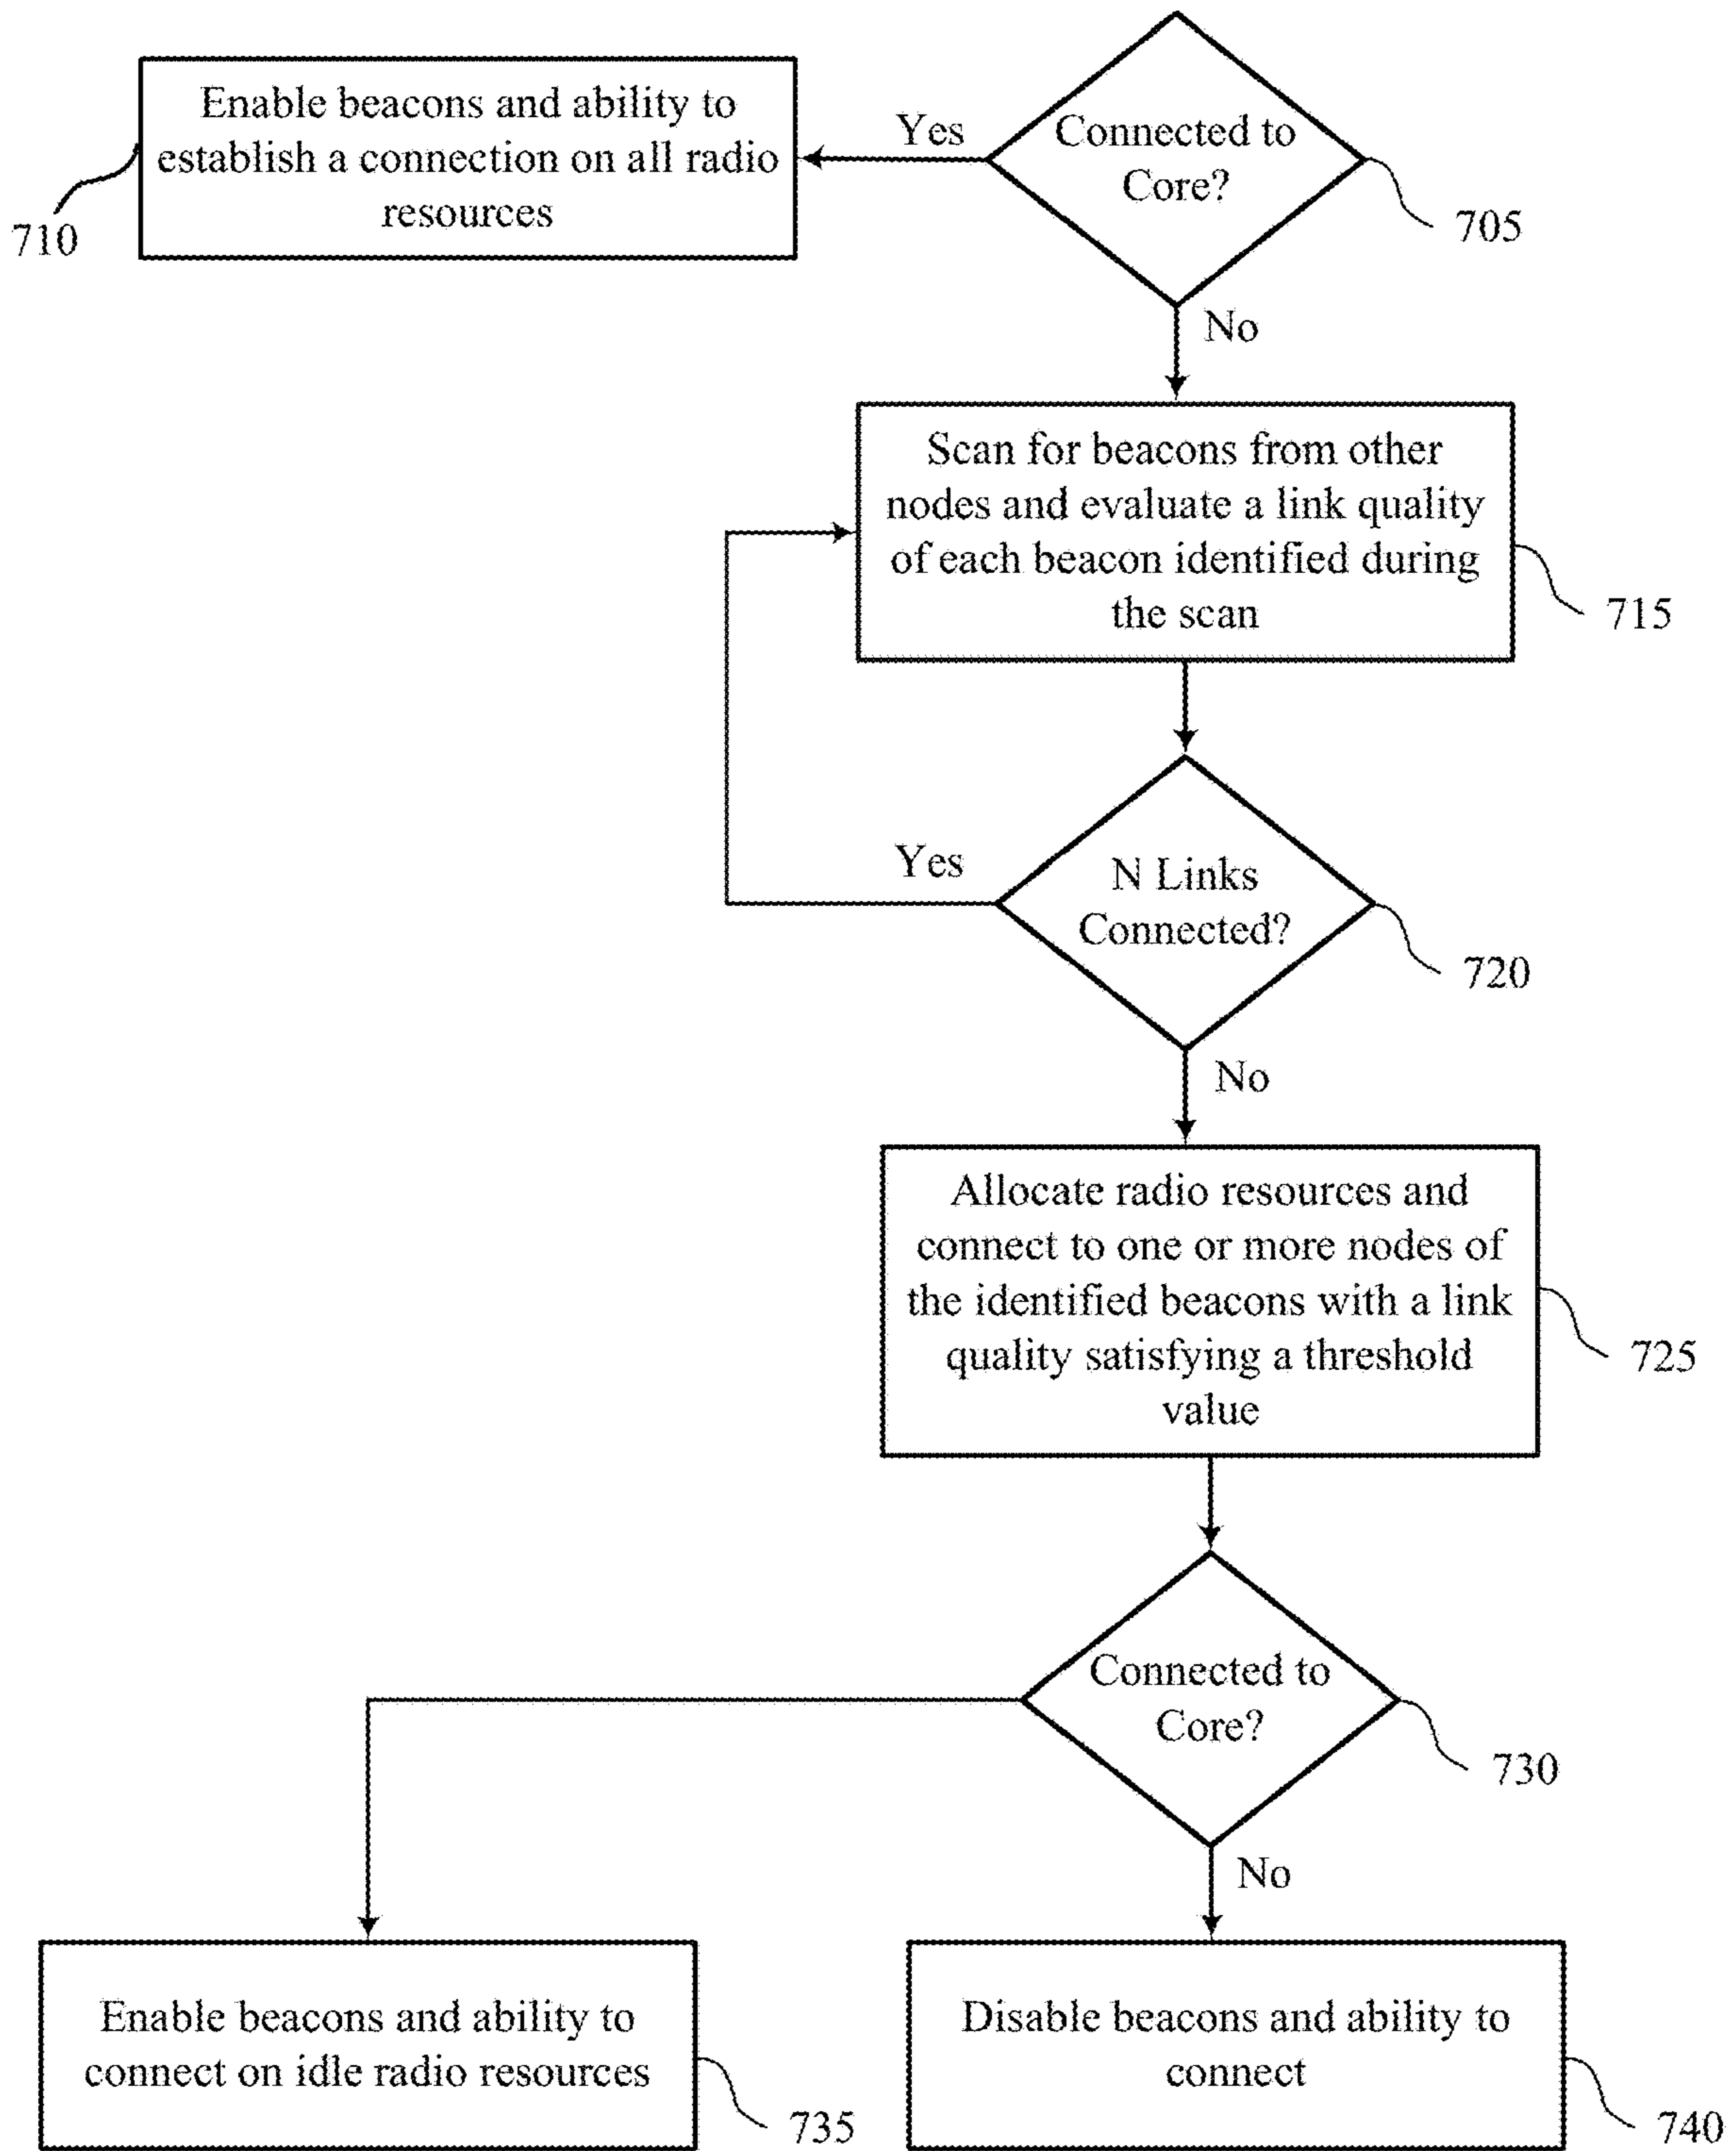 Enable beacons and ability to
establish a connection on all radio
resources
710
Yes
Connected to
Core?
705
No
Scan for beacons from other
nodes and evaluate a link quality
of each beacon identified during
the scan
715
Yes
N Links
Connected?
720
No
Allocate radio resources and
connect to one or more nodes of
the identified beacons with a link
quality satisfying a threshold
value
725
Connected to
Core?
730
No
Enable beacons and ability to
connect on idle radio resources
735
Disable beacons and ability to
connect
740